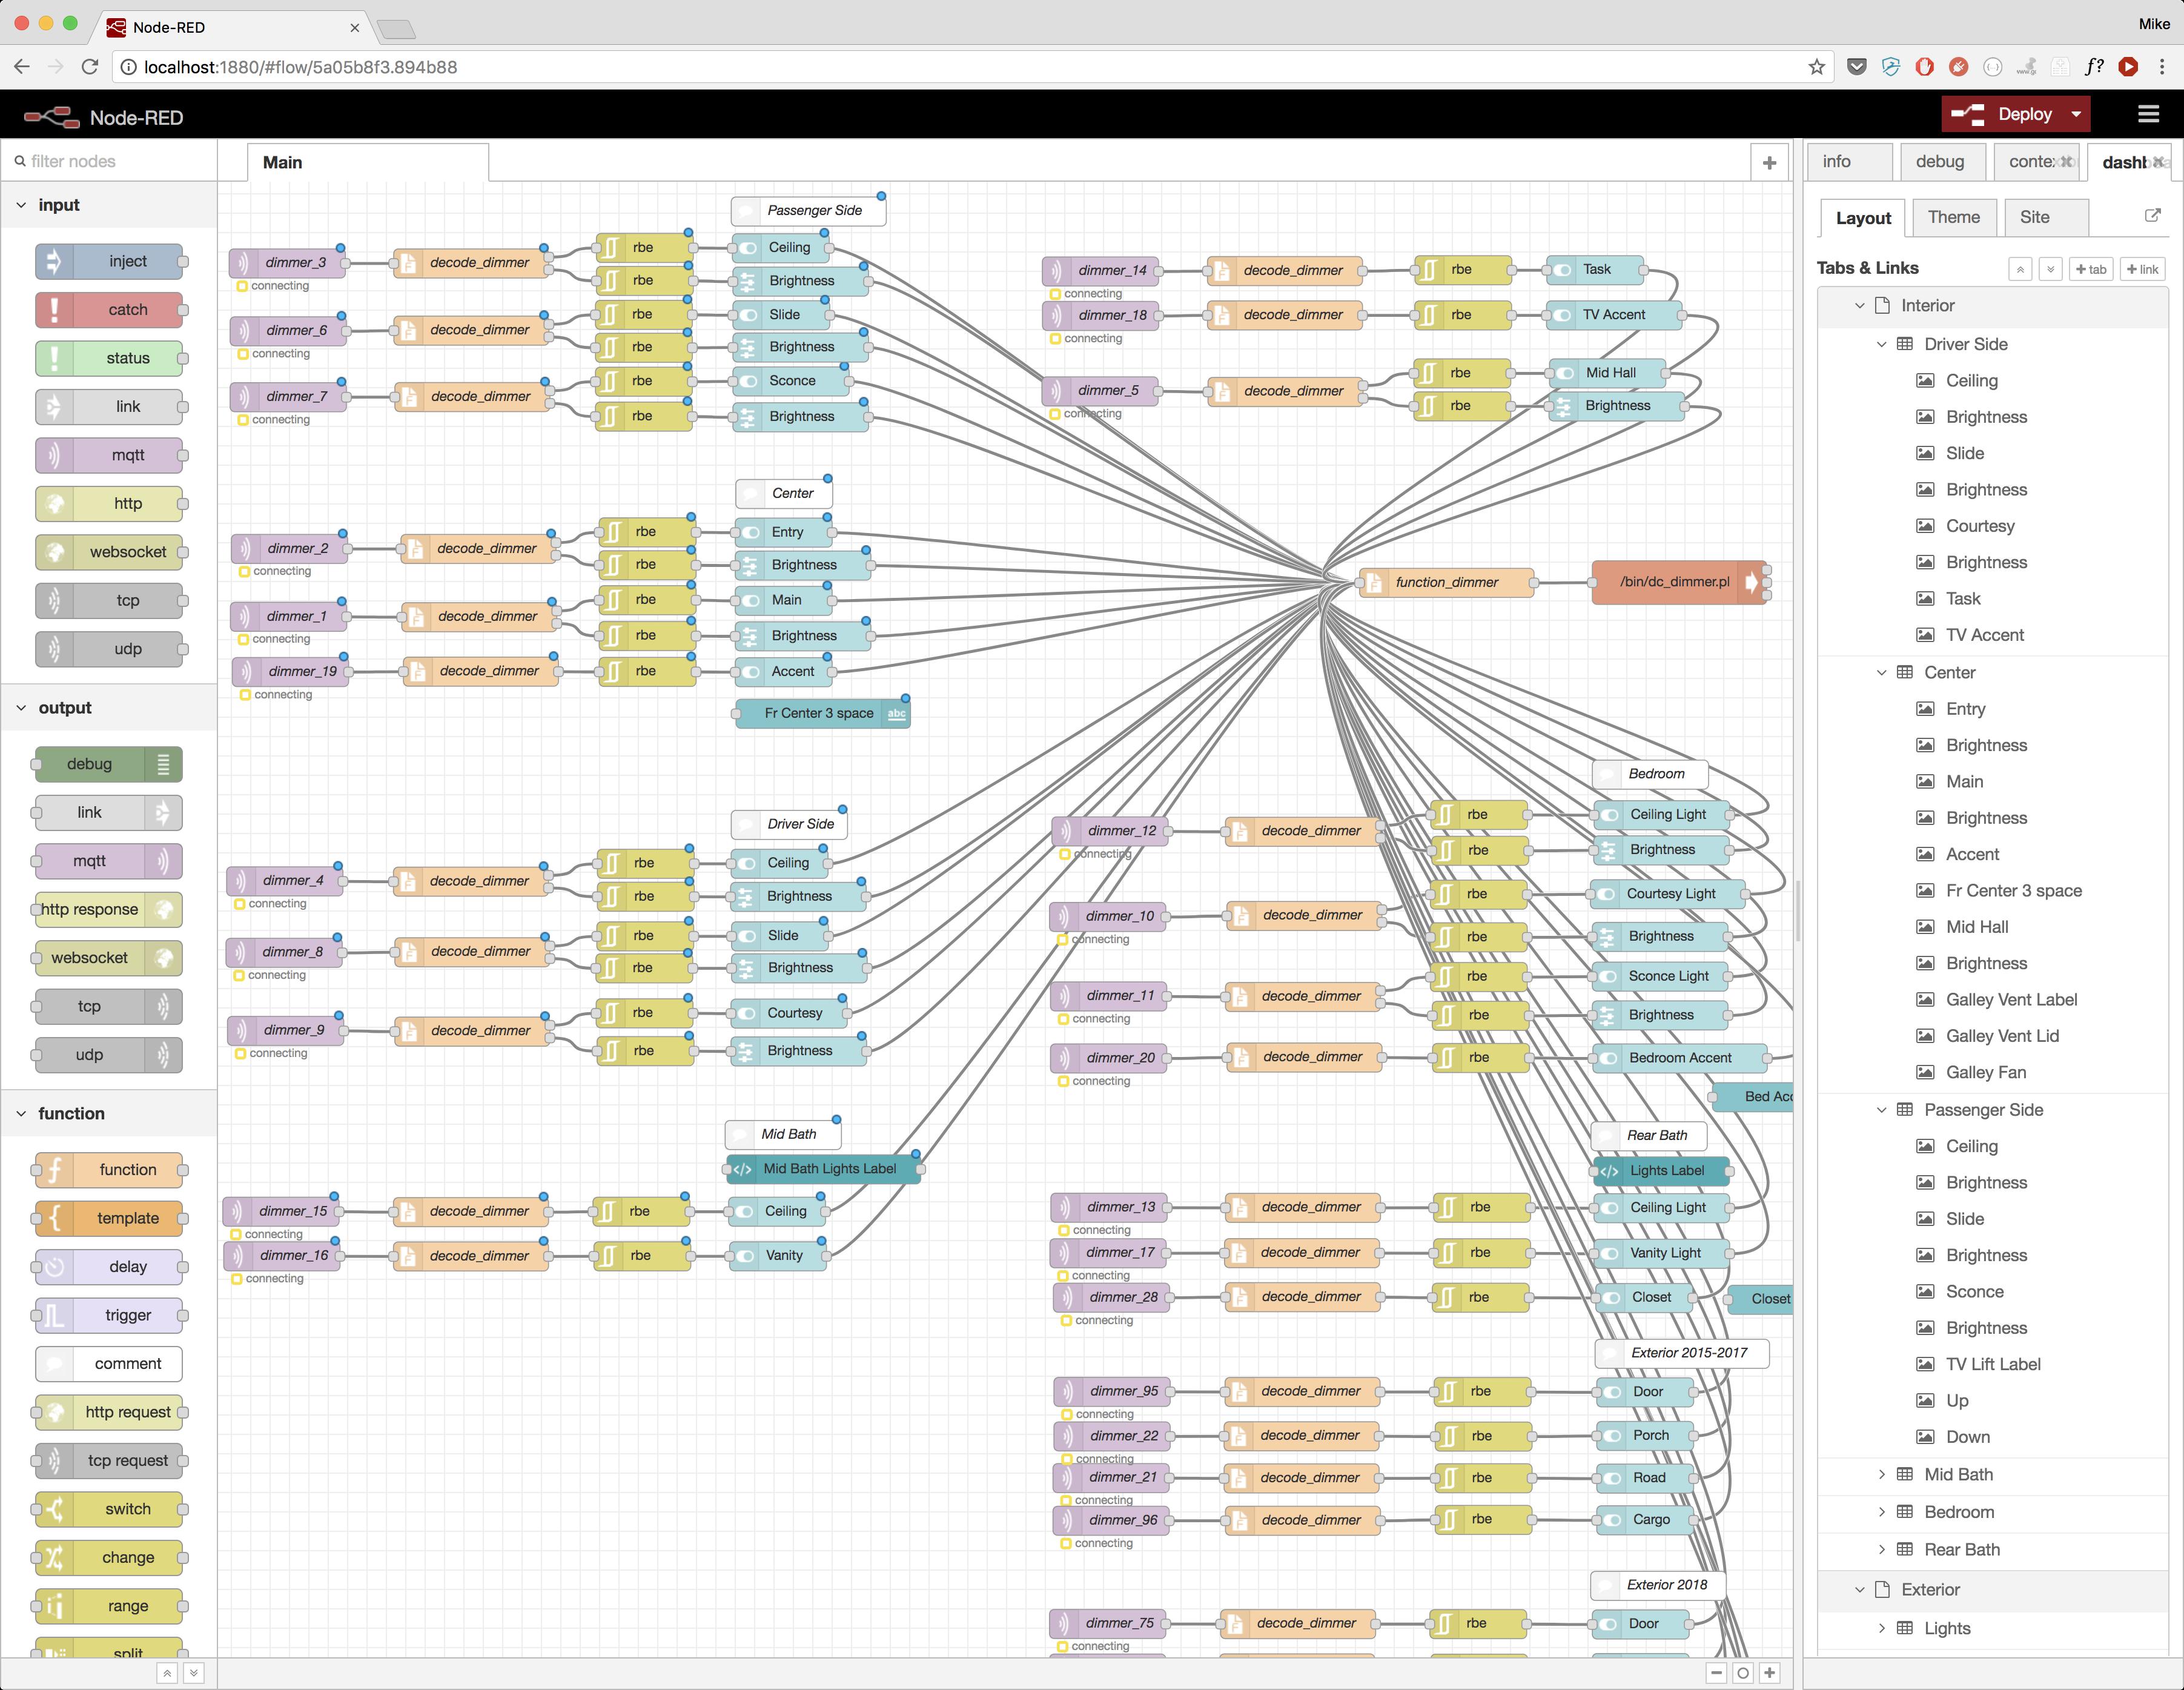 Node-RED
Mike
localhost:1880/#flow/5a05b8f3.894b88
f?
Node-RED
Deploy
filter nodes
input
inject
catch
status
link
mqtt
http
websocket
tcp
udp
output
debug
link
mqtt
http response
websocket
tcp
udp
function
function
template
delay
trigger
comment
http request
tcp request
switch
change
range
split
Main
Passenger Side
dimmer_3
connecting
decode_dimmer
rbe
Ceiling
rbe
Brightness
dimmer_6
connecting
decode_dimmer
rbe
Slide
rbe
Brightness
dimmer_7
connecting
decode_dimmer
rbe
Sconce
rbe
Brightness
Center
dimmer_2
connecting
decode_dimmer
rbe
Entry
rbe
Brightness
dimmer_1
connecting
decode_dimmer
rbe
Main
rbe
Brightness
dimmer_19
connecting
decode_dimmer
rbe
Accent
Fr Center 3 space
abc
Driver Side
dimmer_4
connecting
decode_dimmer
rbe
Ceiling
rbe
Brightness
dimmer_8
connecting
decode_dimmer
rbe
Slide
rbe
Brightness
dimmer_9
connecting
decode_dimmer
rbe
Courtesy
rbe
Brightness
Mid Bath
Mid Bath Lights Label
dimmer_15
connecting
decode_dimmer
rbe
Ceiling
dimmer_16
connecting
decode_dimmer
rbe
Vanity
dimmer_14
connecting
decode_dimmer
rbe
Task
dimmer_18
connecting
decode_dimmer
rbe
TV Accent
dimmer_5
connecting
decode_dimmer
rbe
Mid Hall
rbe
Brightness
function_dimmer
/bin/dc_dimmer.pl
Bedroom
dimmer_12
connecting
decode_dimmer
rbe
Ceiling Light
rbe
Brightness
dimmer_10
connecting
decode_dimmer
rbe
Courtesy Light
rbe
Brightness
dimmer_11
connecting
decode_dimmer
rbe
Sconce Light
rbe
Brightness
dimmer_20
connecting
decode_dimmer
rbe
Bedroom Accent
Bed Acc
Rear Bath
Lights Label
dimmer_13
connecting
decode_dimmer
rbe
Ceiling Light
dimmer_17
connecting
decode_dimmer
rbe
Vanity Light
dimmer_28
connecting
decode_dimmer
rbe
Closet
Closet
Exterior 2015-2017
dimmer_95
connecting
decode_dimmer
rbe
Door
dimmer_22
connecting
decode_dimmer
rbe
Porch
dimmer_21
connecting
decode_dimmer
rbe
Road
dimmer_96
connecting
decode_dimmer
rbe
Cargo
Exterior 2018
dimmer_75
connecting
decode_dimmer
rbe
Door
info
debug
conte
dash
Layout
Theme
Site
Tabs & Links
+ tab
+ link
Interior
Driver Side
Ceiling
Brightness
Slide
Brightness
Courtesy
Brightness
Task
TV Accent
Center
Entry
Brightness
Main
Brightness
Accent
Fr Center 3 space
Mid Hall
Brightness
Galley Vent Label
Galley Vent Lid
Galley Fan
Passenger Side
Ceiling
Brightness
Slide
Brightness
Sconce
Brightness
TV Lift Label
Up
Down
Mid Bath
Bedroom
Rear Bath
Exterior
Lights